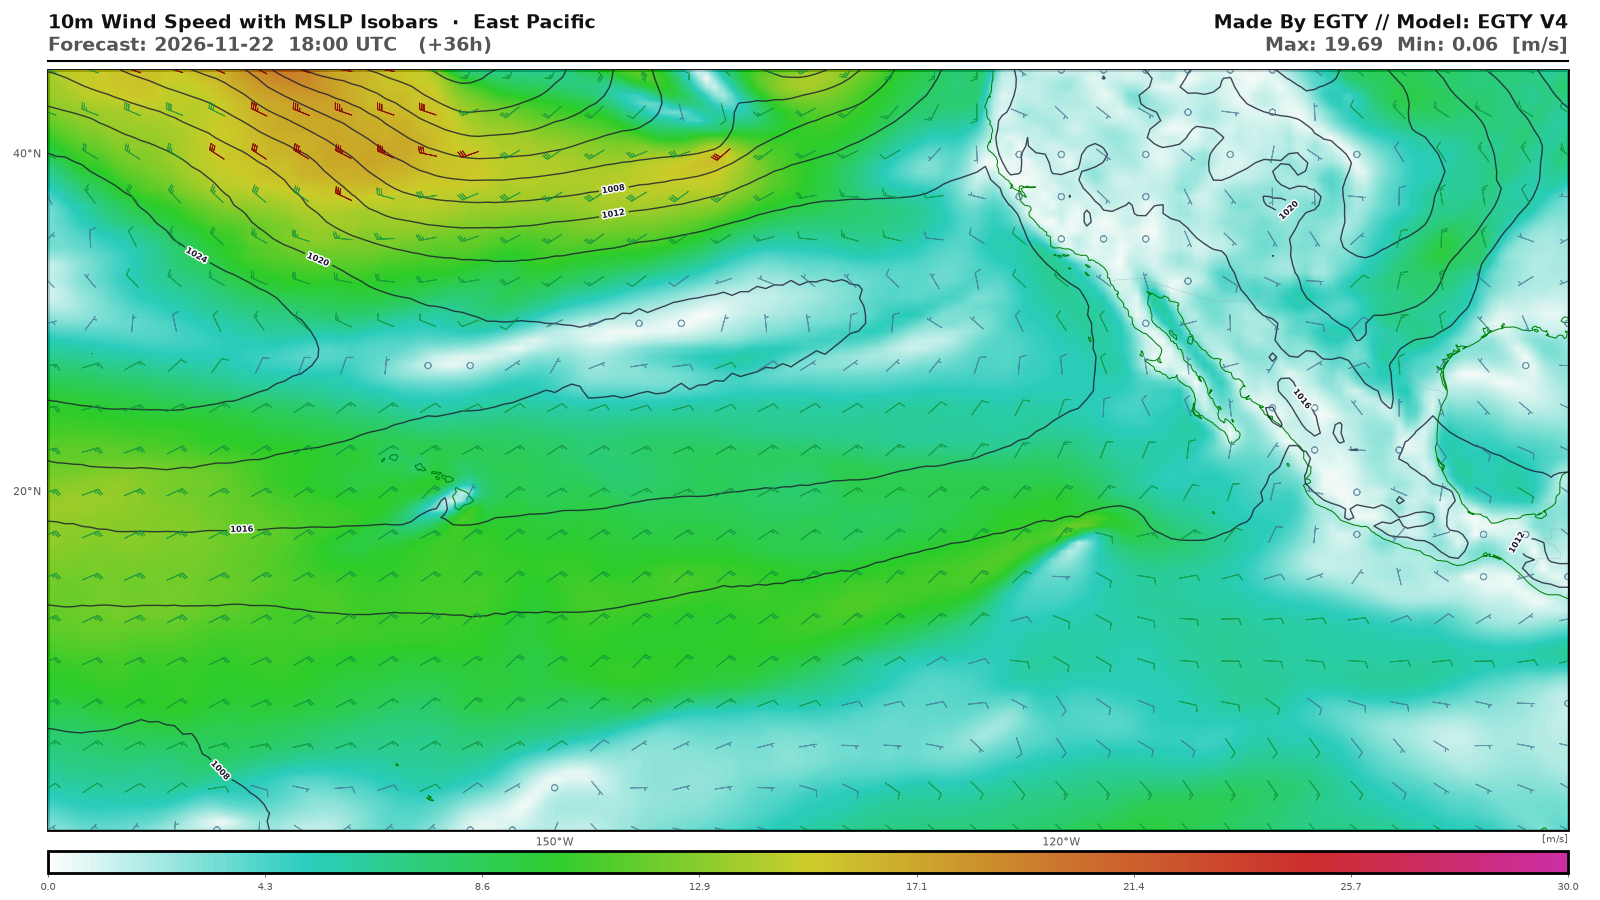 10m Wind Speed with MSLP Isobars · East Pacific
Made By EGTY // Model: EGTY V4
Forecast: 2026-11-22 18:00 UTC (+36h)
Max: 19.69 Min: 0.06 [m/s]
40°N
1008
1012
1020
1024
1020
1016
20°N
1016
1012
1008
150°W
120°W
[m/s]
0.0
4.3
8.6
12.9
17.1
21.4
25.7
30.0